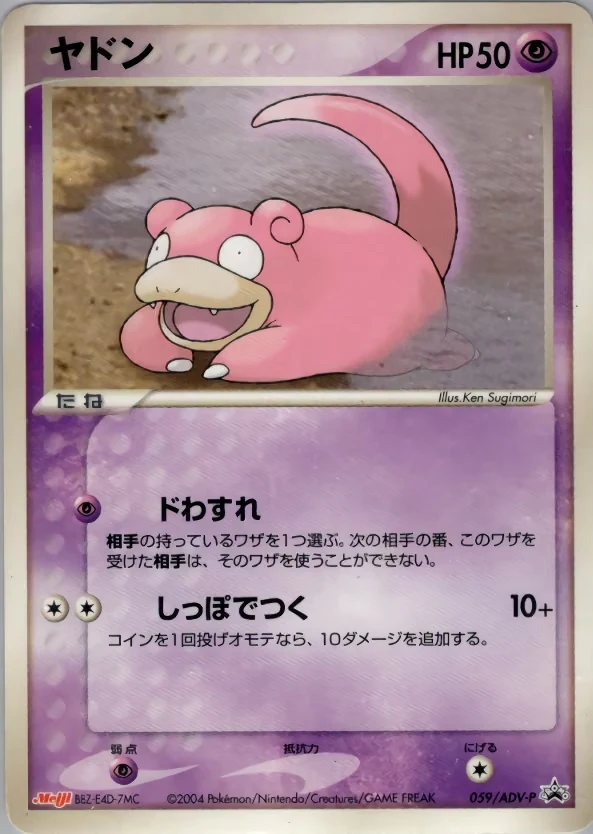 ヤドン HP50
たね Illus.Ken Sugimori
ドわすれ
相手の持っているワザを1つ選ぶ。次の相手の番、このワザを
受けた相手は、そのワザを使うことができない。
しっぽでつく 10+
コインを1回投げオモテなら、10ダメージを追加する。
弱点 抵抗力 にげる
Meiji BBZ-E4D-7MC ©2004 Pokémon/Nintendo/Creatures/GAME FREAK 059/ADV-P